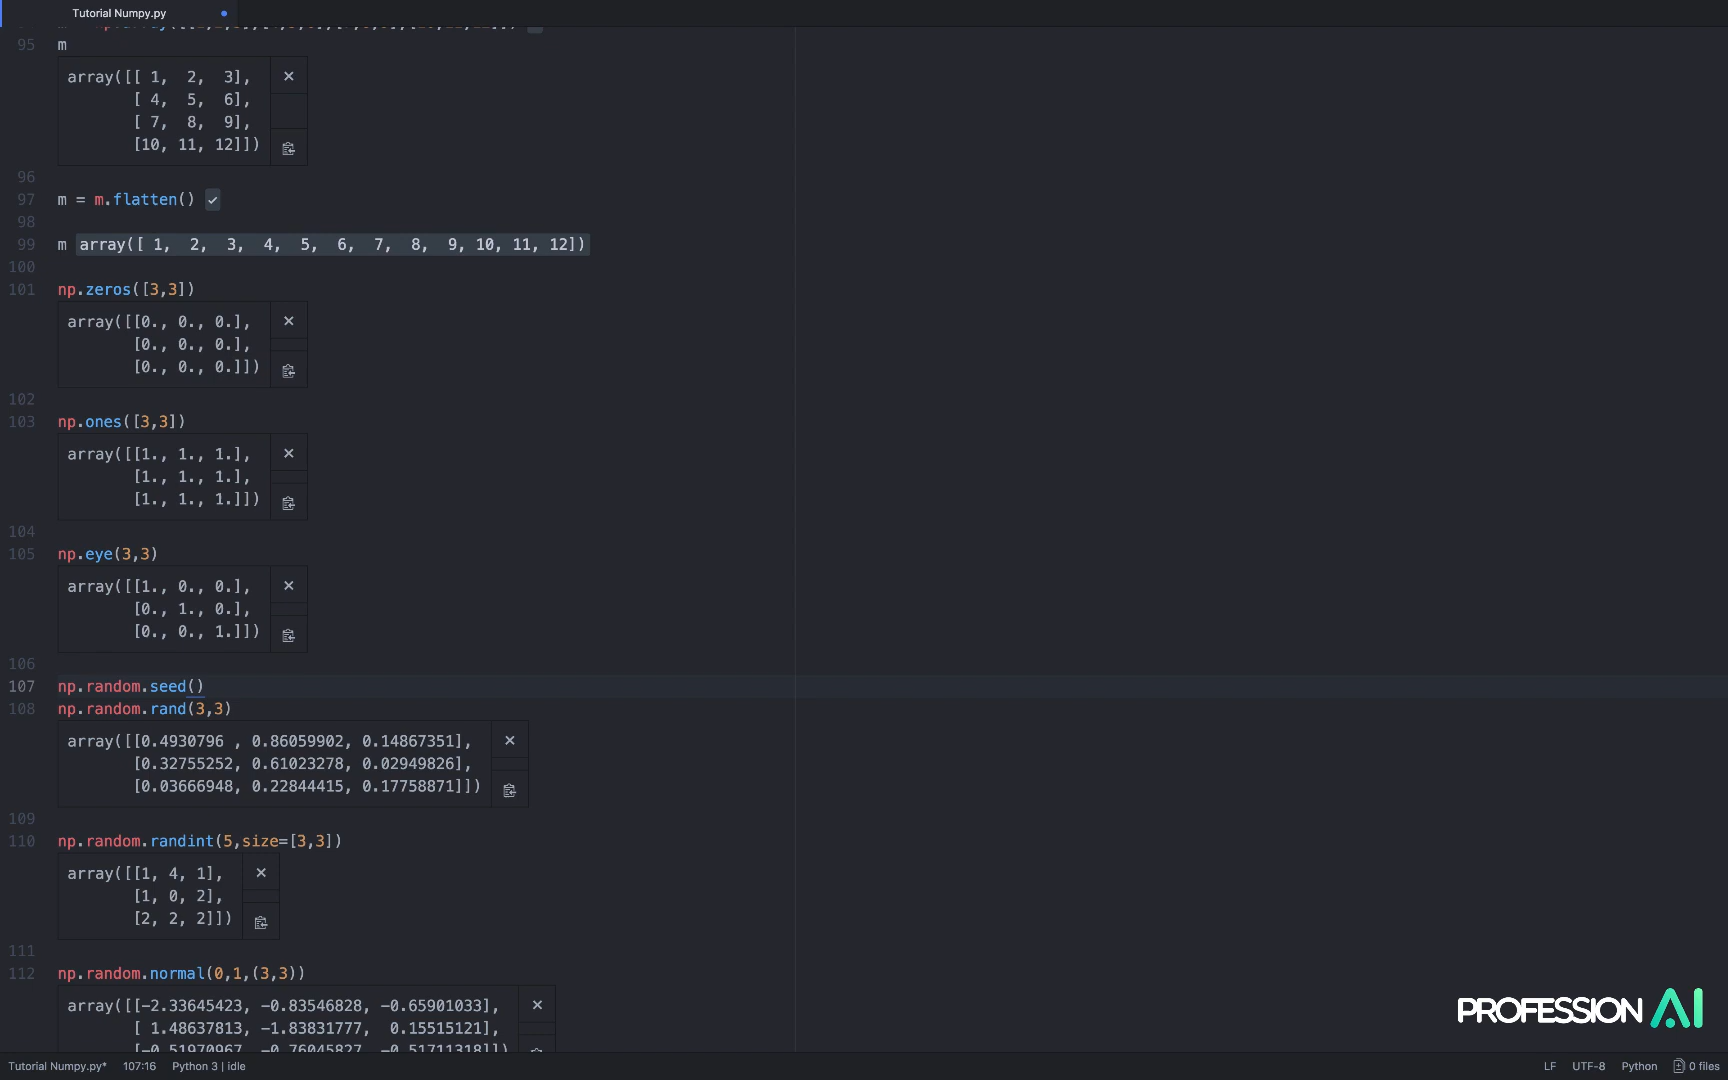 Tutorial Numpy.py
95 m
array([[ 1, 2, 3],
[ 4, 5, 6],
[ 7, 8, 9],
[10, 11, 12]])
96
97 m = m.flatten()
98
99 m array([ 1, 2, 3, 4, 5, 6, 7, 8, 9, 10, 11, 12])
100
101 np.zeros([3,3])
array([[0., 0., 0.],
[0., 0., 0.],
[0., 0., 0.]])
102
103 np.ones([3,3])
array([[1., 1., 1.],
[1., 1., 1.],
[1., 1., 1.]])
104
105 np.eye(3,3)
array([[1., 0., 0.],
[0., 1., 0.],
[0., 0., 1.]])
106
107 np.random.seed()
108 np.random.rand(3,3)
array([[0.4930796 , 0.86059902, 0.14867351],
[0.32755252, 0.61023278, 0.02949826],
[0.03666948, 0.22844415, 0.17758871]])
109
110 np.random.randint(5,size=[3,3])
array([[1, 4, 1],
[1, 0, 2],
[2, 2, 2]])
111
112 np.random.normal(0,1,(3,3))
array([[-2.33645423, -0.83546828, -0.65901033],
[ 1.48637813, -1.83831777, 0.15515121],
[-0.51970967, -0.76045827, -0.51711318]])
PROFESSION AI
Tutorial Numpy.py* 107:16 Python 3 | idle LF UTF-8 Python 0 files